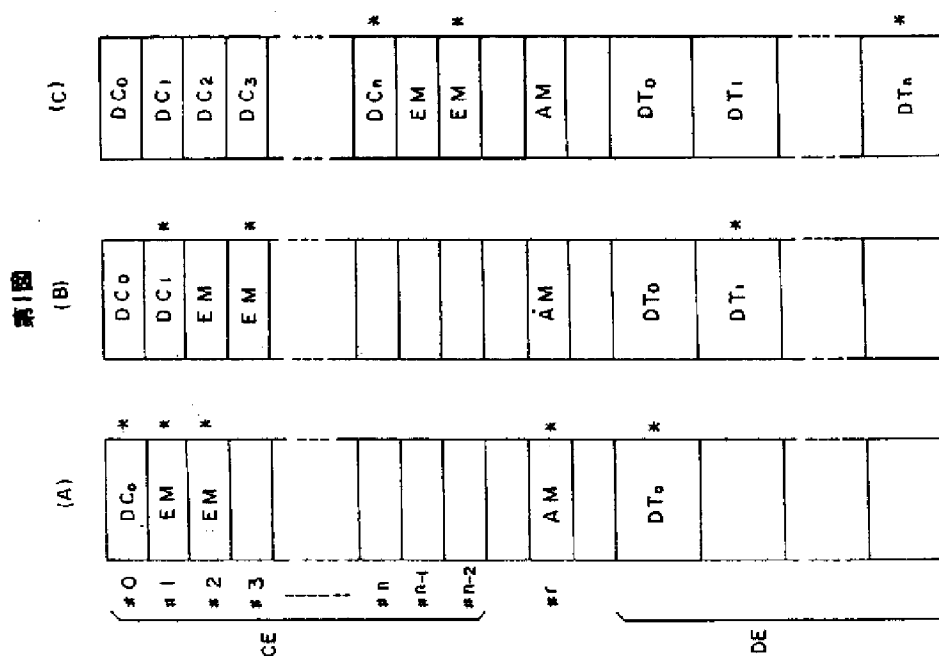 第1図
(A)
(B)
(C)
CE
#0
#1
#2
#3
#n
#n-1
#n-2
#r
DE
DC₀ *
EM *
EM *
AM *
DT₀ *
DC₀
DC₁ *
EM
EM *
AM
DT₀
DT₁ *
DC₀
DC₁
DC₂
DC₃
DCn *
EM
EM *
AM
DT₀
DT₁
DTn *